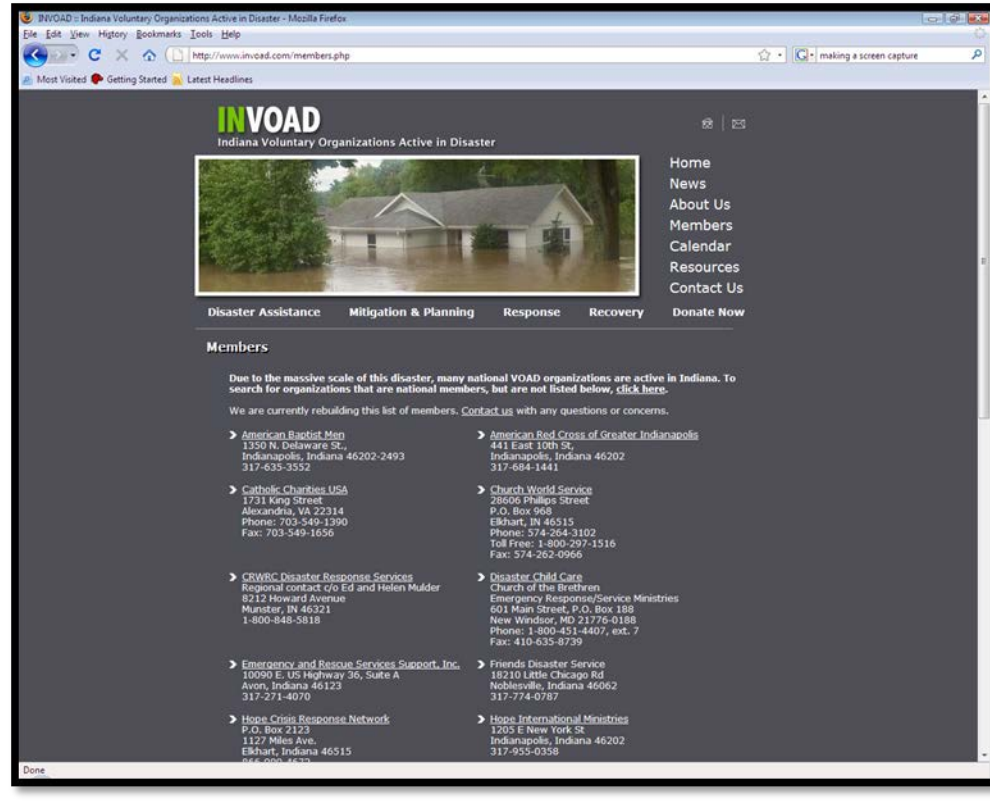 INVOAD :: Indiana Voluntary Organizations Active in Disaster - Mozilla Firefox
File Edit View History Bookmarks Tools Help
http://www.invoad.com/members.php
making a screen capture
Most Visited Getting Started Latest Headlines
INVOAD
Indiana Voluntary Organizations Active in Disaster
Home
News
About Us
Members
Calendar
Resources
Contact Us
Disaster Assistance Mitigation & Planning Response Recovery Donate Now
Members
Due to the massive scale of this disaster, many national VOAD organizations are active in Indiana. To
search for organizations that are national members, but are not listed below, click here.
We are currently rebuilding this list of members. Contact us with any questions or concerns.
American Baptist Men
1350 N. Delaware St.,
Indianapolis, Indiana 46202-2493
317-635-3552
American Red Cross of Greater Indianapolis
441 East 10th St,
Indianapolis, Indiana 46202
317-684-1441
Catholic Charities USA
1731 King Street
Alexandria, VA 22314
Phone: 703-549-1390
Fax: 703-549-1656
Church World Service
28606 Phillips Street
P.O. Box 968
Elkhart, IN 46515
Phone: 574-264-3102
Toll Free: 1-800-297-1516
Fax: 574-262-0966
CRWRC Disaster Response Services
Regional contact c/o Ed and Helen Mulder
8212 Howard Avenue
Munster, IN 46321
1-800-848-5818
Disaster Child Care
Church of the Brethren
Emergency Response/Service Ministries
601 Main Street, P.O. Box 188
New Windsor, MD 21776-0188
Phone: 1-800-451-4407, ext. 7
Fax: 410-635-8739
Emergency and Rescue Services Support, Inc.
10090 E. US Highway 36, Suite A
Avon, Indiana 46123
317-271-4070
Friends Disaster Service
18210 Little Chicago Rd
Noblesville, Indiana 46062
317-774-0787
Hope Crisis Response Network
P.O. Box 2123
1127 Miles Ave.
Elkhart, Indiana 46515
Hope International Ministries
1205 E New York St
Indianapolis, Indiana 46202
317-955-0358
Done